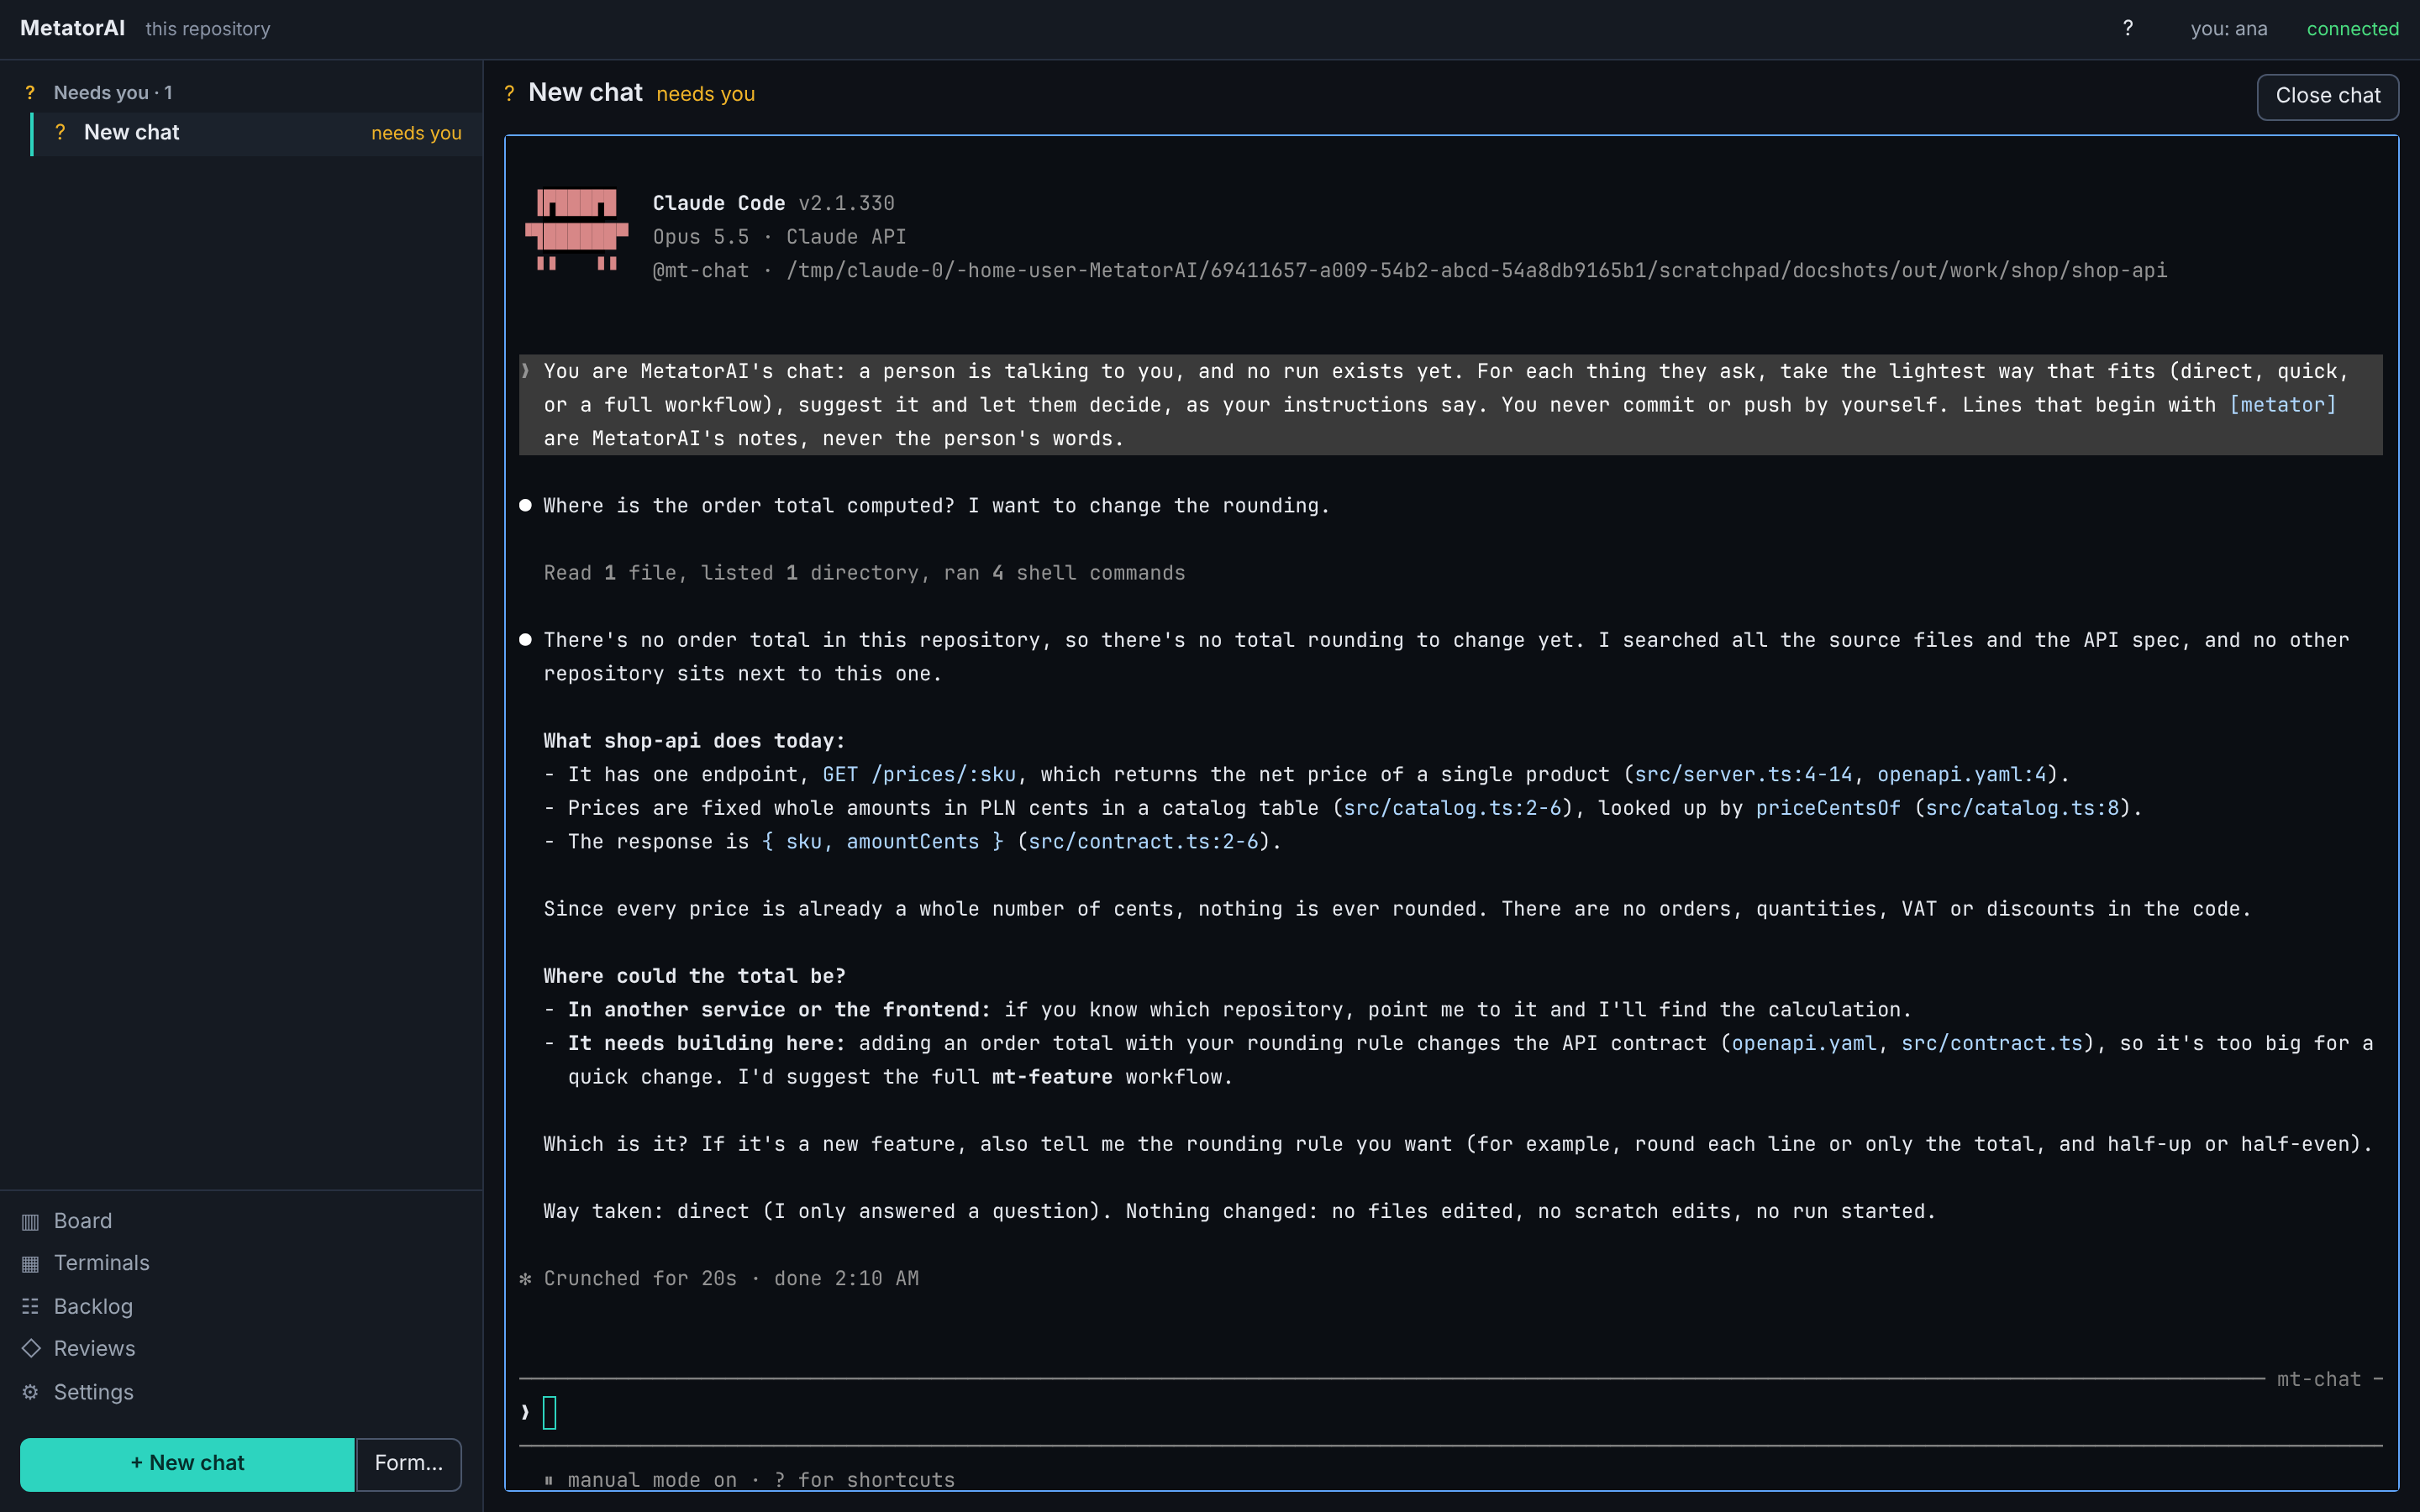 MetatorAI this repository
? you: ana connected
? Needs you · 1
? New chat needs you
▥ Board
▦ Terminals
☷ Backlog
◇ Reviews
⚙ Settings
+ New chat Form...
? New chat needs you
Close chat
Claude Code v2.1.330
Opus 5.5 · Claude API
@mt-chat · /tmp/claude-0/-home-user-MetatorAI/69411657-a009-54b2-abcd-54a8db9165b1/scratchpad/docshots/out/work/shop/shop-api
❯ You are MetatorAI's chat: a person is talking to you, and no run exists yet. For each thing they ask, take the lightest way that fits (direct, quick,
or a full workflow), suggest it and let them decide, as your instructions say. You never commit or push by yourself. Lines that begin with [metator]
are MetatorAI's notes, never the person's words.
● Where is the order total computed? I want to change the rounding.
Read 1 file, listed 1 directory, ran 4 shell commands
● There's no order total in this repository, so there's no total rounding to change yet. I searched all the source files and the API spec, and no other
repository sits next to this one.
What shop-api does today:
- It has one endpoint, GET /prices/:sku, which returns the net price of a single product (src/server.ts:4-14, openapi.yaml:4).
- Prices are fixed whole amounts in PLN cents in a catalog table (src/catalog.ts:2-6), looked up by priceCentsOf (src/catalog.ts:8).
- The response is { sku, amountCents } (src/contract.ts:2-6).
Since every price is already a whole number of cents, nothing is ever rounded. There are no orders, quantities, VAT or discounts in the code.
Where could the total be?
- In another service or the frontend: if you know which repository, point me to it and I'll find the calculation.
- It needs building here: adding an order total with your rounding rule changes the API contract (openapi.yaml, src/contract.ts), so it's too big for a
quick change. I'd suggest the full mt-feature workflow.
Which is it? If it's a new feature, also tell me the rounding rule you want (for example, round each line or only the total, and half-up or half-even).
Way taken: direct (I only answered a question). Nothing changed: no files edited, no scratch edits, no run started.
✻ Crunched for 20s · done 2:10 AM
mt-chat
❯
⏸ manual mode on · ? for shortcuts